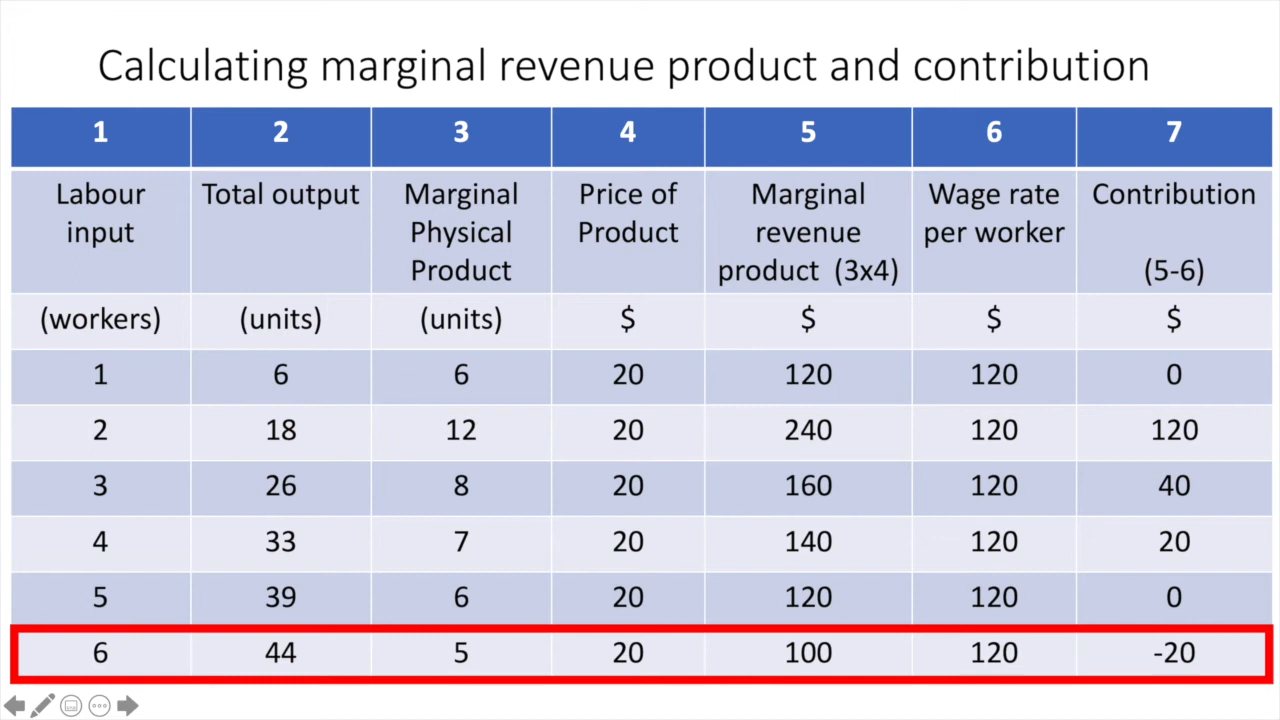 Calculating marginal revenue product and contribution
1 2 3 4 5 6 7
Labour input Total output Marginal Physical Product Price of Product Marginal revenue product (3x4) Wage rate per worker Contribution (5-6)
(workers) (units) (units) $ $ $ $
1 6 6 20 120 120 0
2 18 12 20 240 120 120
3 26 8 20 160 120 40
4 33 7 20 140 120 20
5 39 6 20 120 120 0
6 44 5 20 100 120 -20